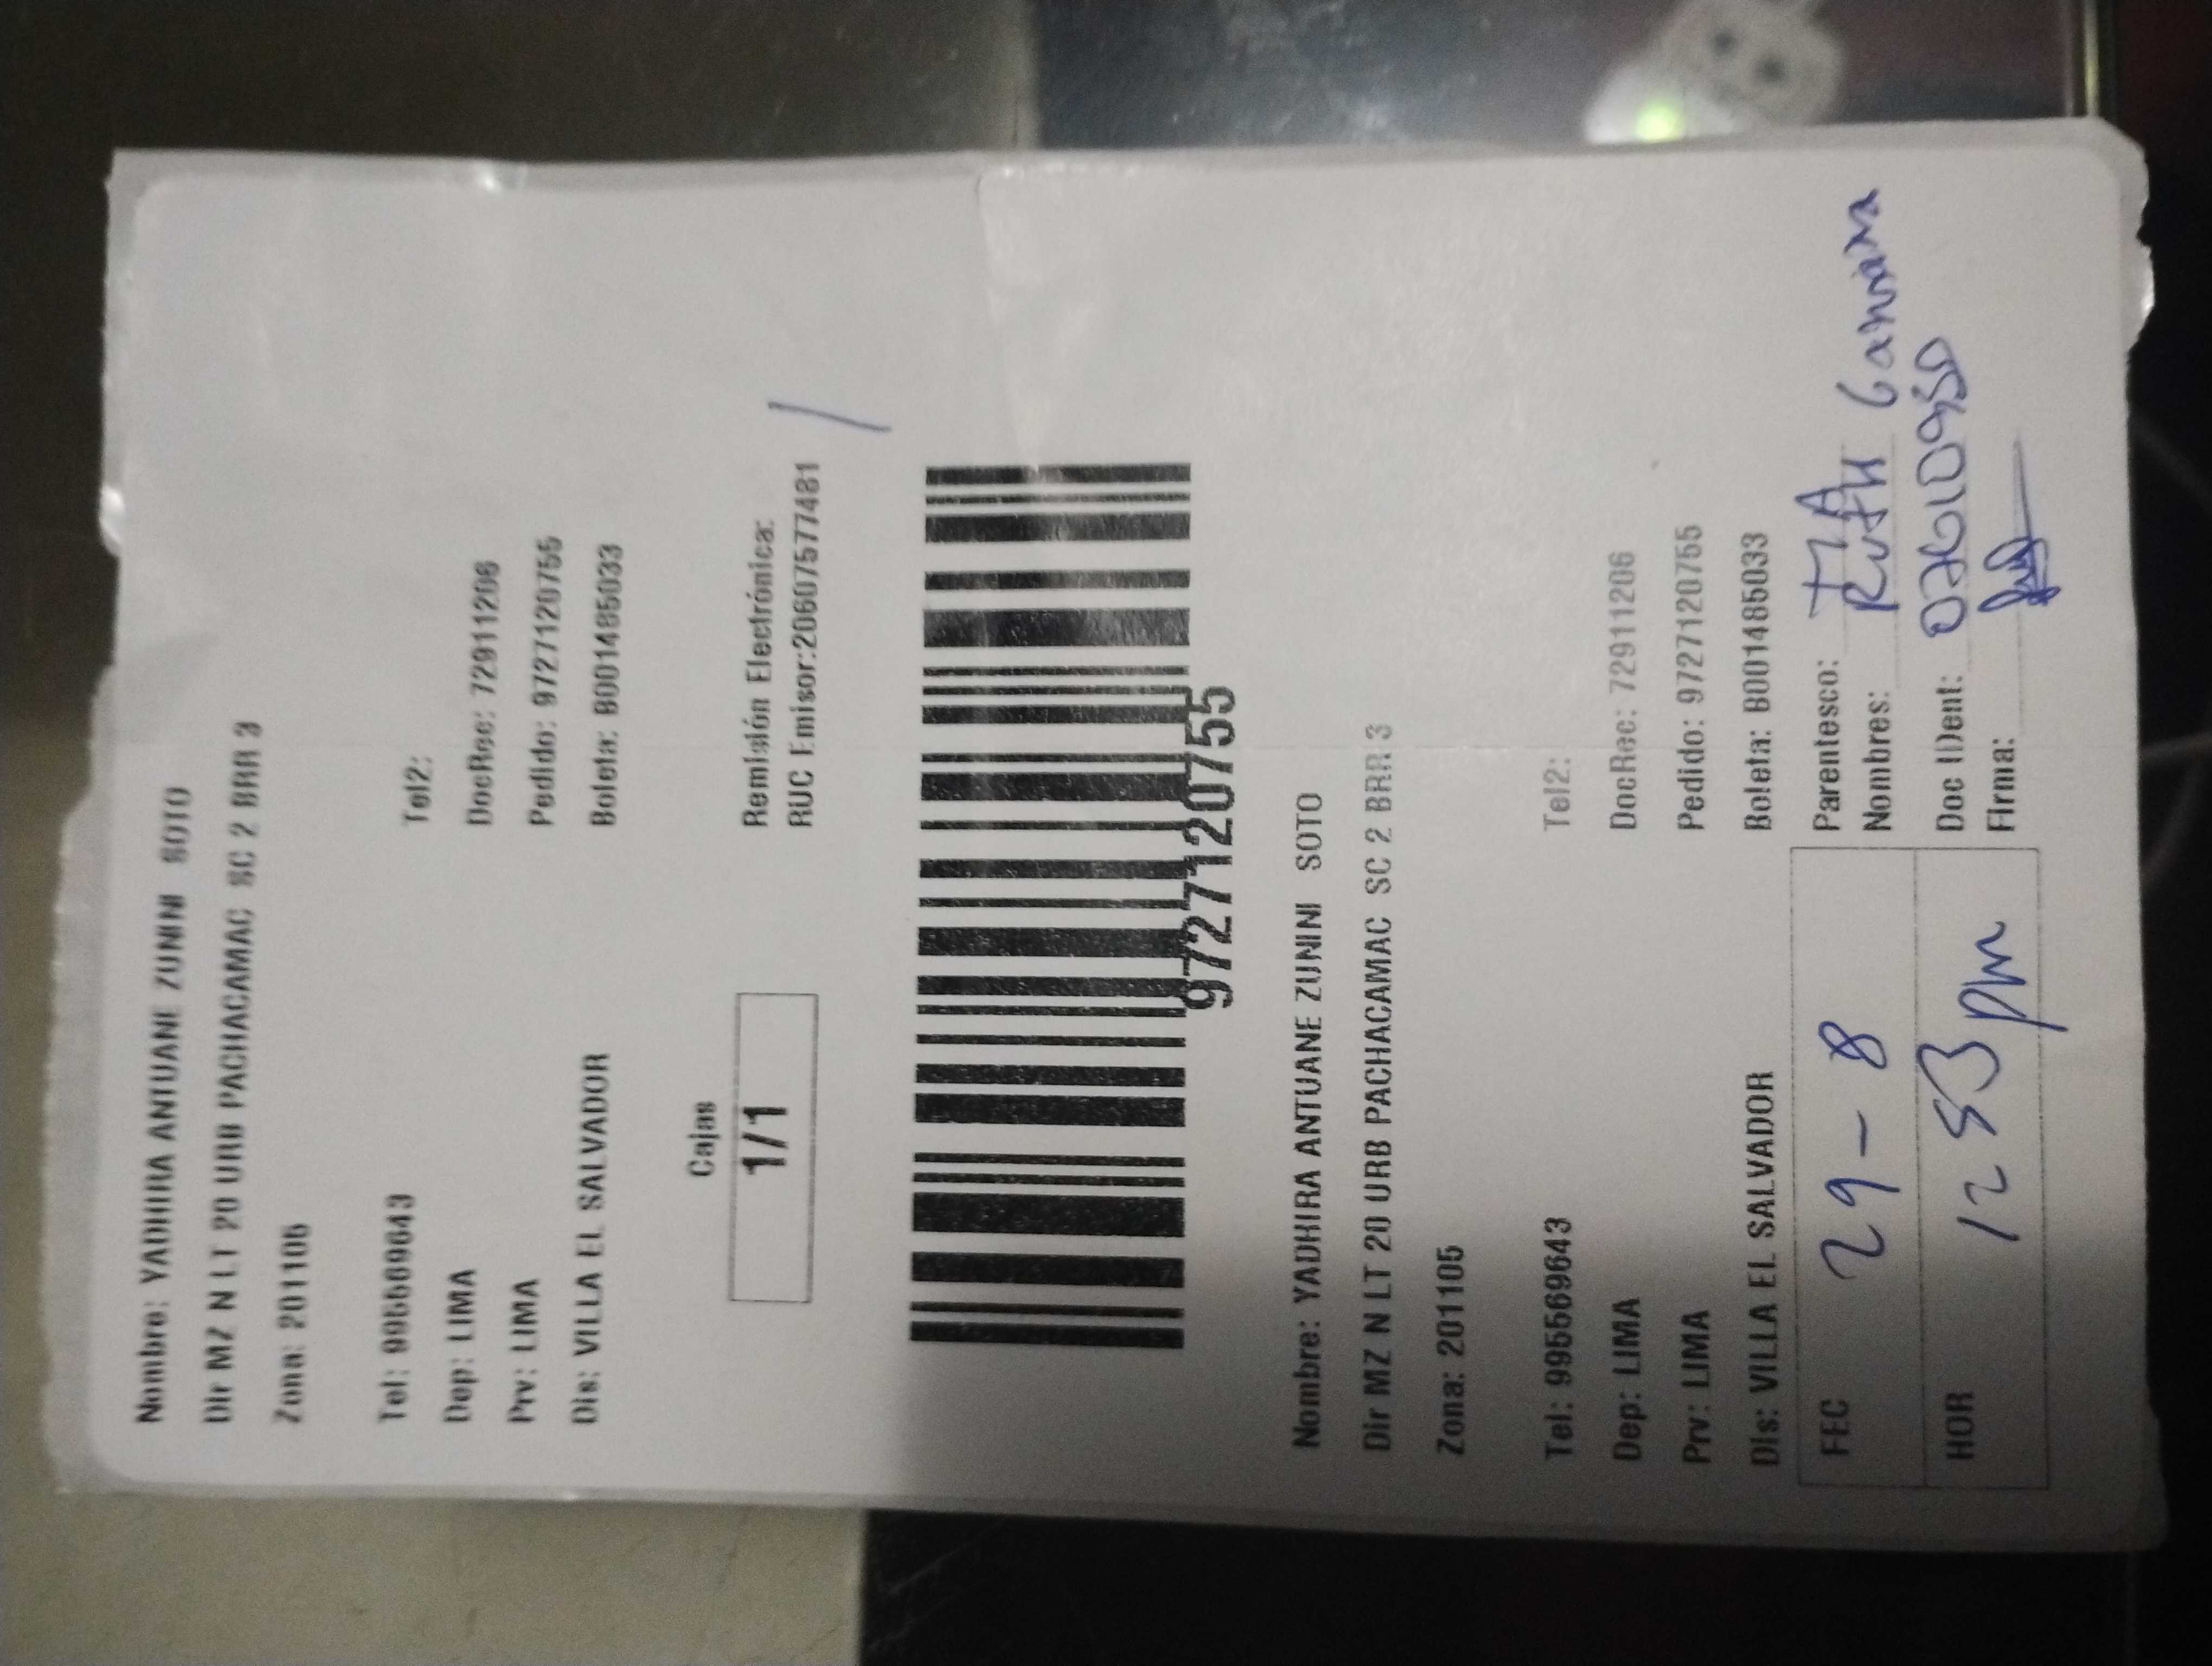 Nombre: YADHIRA ANTUANE ZUNINI SOTO
Dir MZ N LT 20 URB PACHACAMAC SC 2 BRR 3
Zona: 201105
Tel: 995569643 Tel2:
Dep: LIMA DocRec: 72911206
Prv: LIMA Pedido: 9727120755
Dis: VILLA EL SALVADOR Boleta: B001485033
Cajas
1/1
Remisión Electrónica:
RUC Emisor:20607577481
9727120755
Nombre: YADHIRA ANTUANE ZUNINI SOTO
Dir MZ N LT 20 URB PACHACAMAC SC 2 BRR 3
Zona: 201105
Tel: 995569643 Tel2:
Dep: LIMA DocRec: 72911206
Prv: LIMA Pedido: 9727120755
Dis: VILLA EL SALVADOR Boleta: B001485033
FEC 29-8 Parentesco: TIA
Nombres: RUTH
HOR 12 53 pm Doc IDent:
Firma: